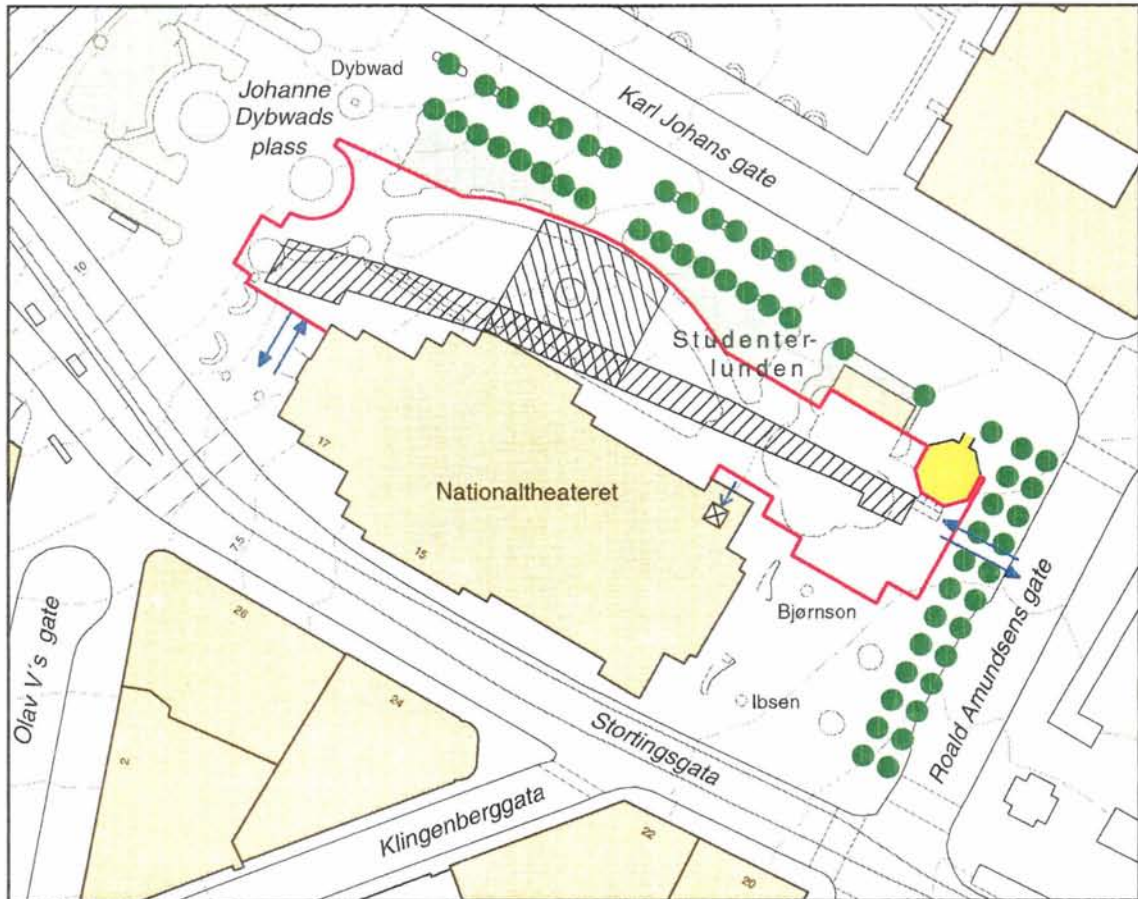 Dybwad
Johanne
Dybwads
plass
Karl Johans gate
10
Studenter-
lunden
17
Nationaltheateret
15
7.5
Bjørnson
Ibsen
Olav V's gate
26
24
2
Stortingsgata
Roald Amundsens gate
Klingenberggata
22
20